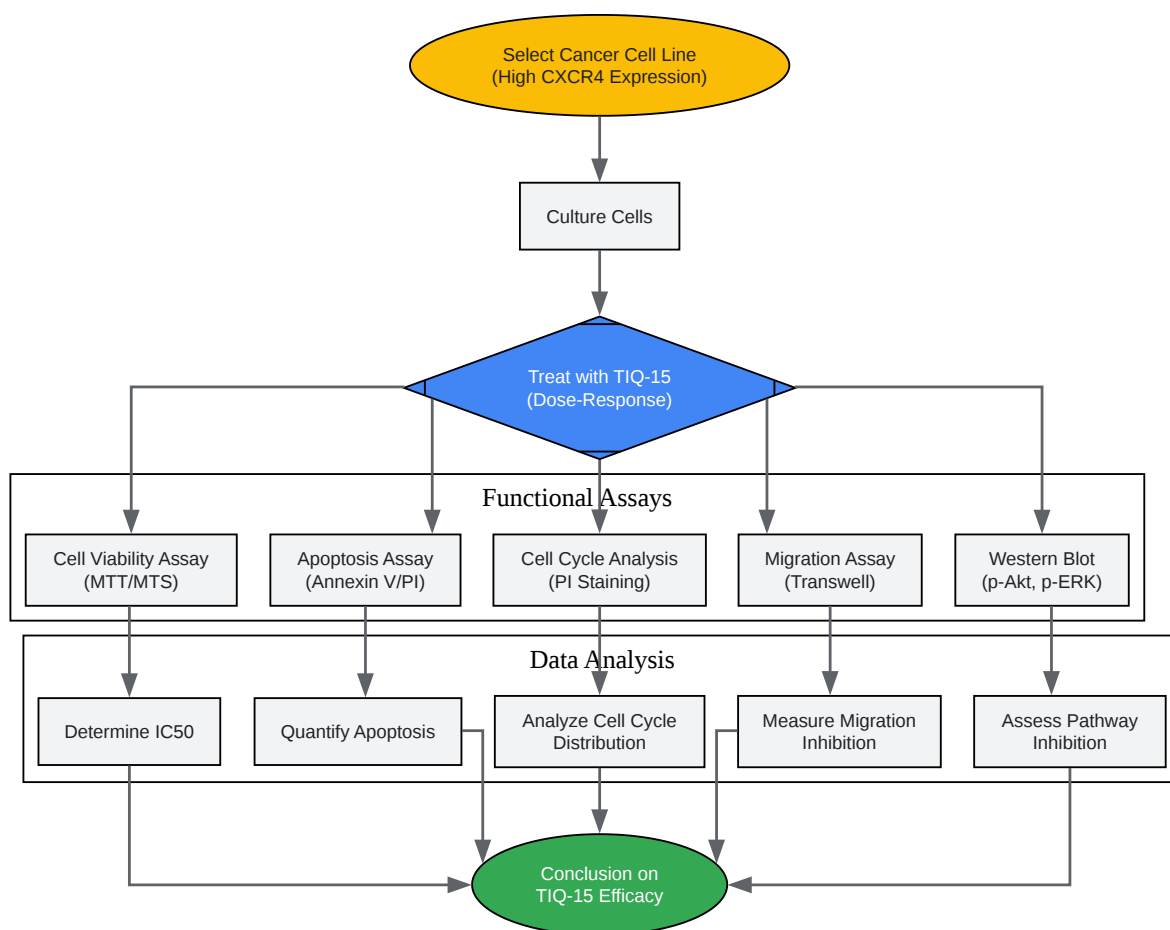 Select Cancer Cell Line
(High CXCR4 Expression)
Culture Cells
Treat with TIQ-15
(Dose-Response)
Functional Assays
Cell Viability Assay
(MTT/MTS)
Apoptosis Assay
(Annexin V/PI)
Cell Cycle Analysis
(PI Staining)
Migration Assay
(Transwell)
Western Blot
(p-Akt, p-ERK)
Data Analysis
Determine IC50
Quantify Apoptosis
Analyze Cell Cycle
Distribution
Measure Migration
Inhibition
Assess Pathway
Inhibition
Conclusion on
TIQ-15 Efficacy